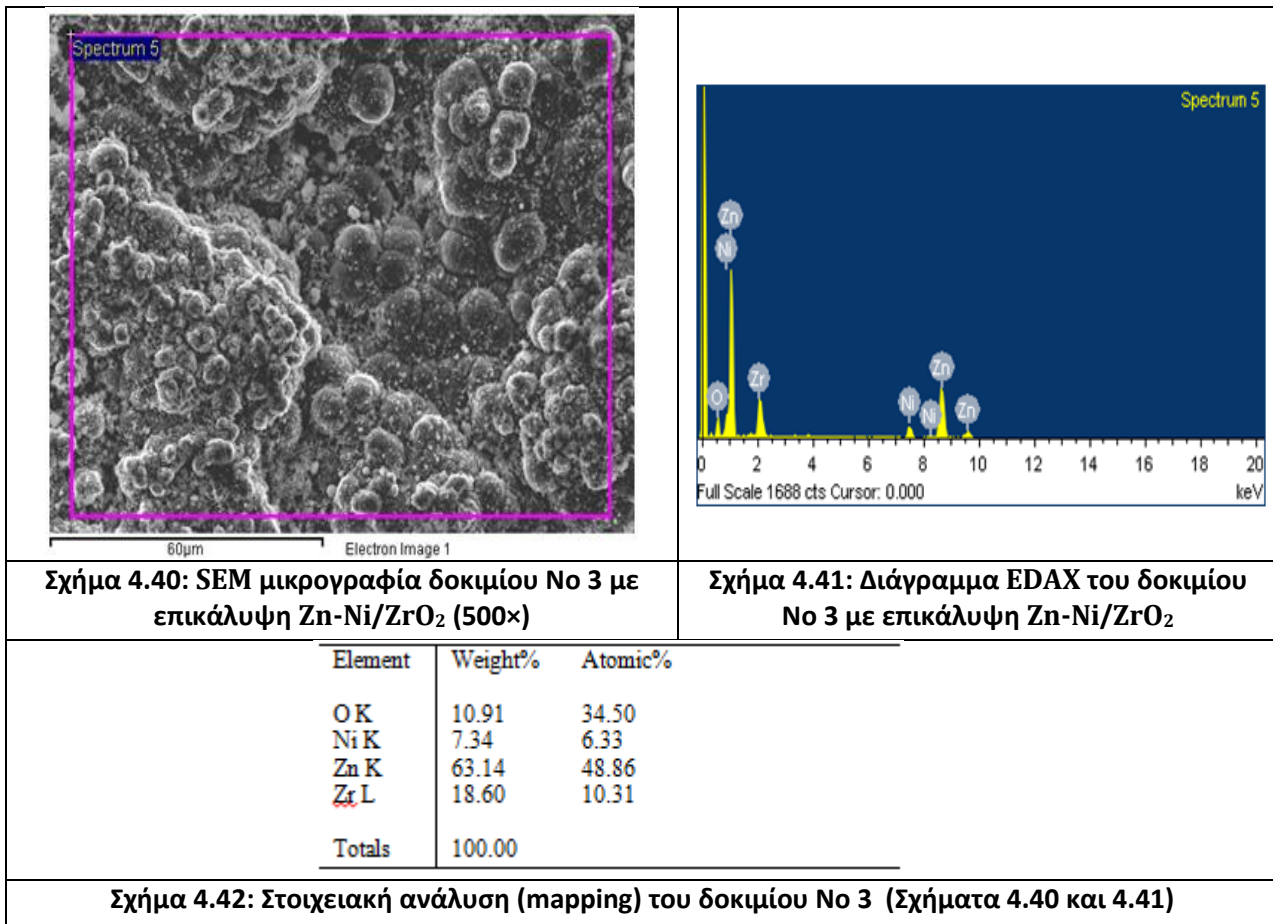 Spectrum 5
60μm
Electron Image 1
Spectrum 5
Zn
Ni
O
Zr
Ni
Ni
Zn
Zn
0 2 4 6 8 10 12 14 16 18 20
Full Scale 1688 cts Cursor: 0.000 keV
Σχήμα 4.40: SEM μικρογραφία δοκιμίου Νο 3 με
επικάλυψη Zn-Ni/ZrO₂ (500×)
Σχήμα 4.41: Διάγραμμα EDAX του δοκιμίου
Νο 3 με επικάλυψη Zn-Ni/ZrO₂
Element Weight% Atomic%
O K 10.91 34.50
Ni K 7.34 6.33
Zn K 63.14 48.86
Zr L 18.60 10.31
Totals 100.00
Σχήμα 4.42: Στοιχειακή ανάλυση (mapping) του δοκιμίου Νο 3 (Σχήματα 4.40 και 4.41)